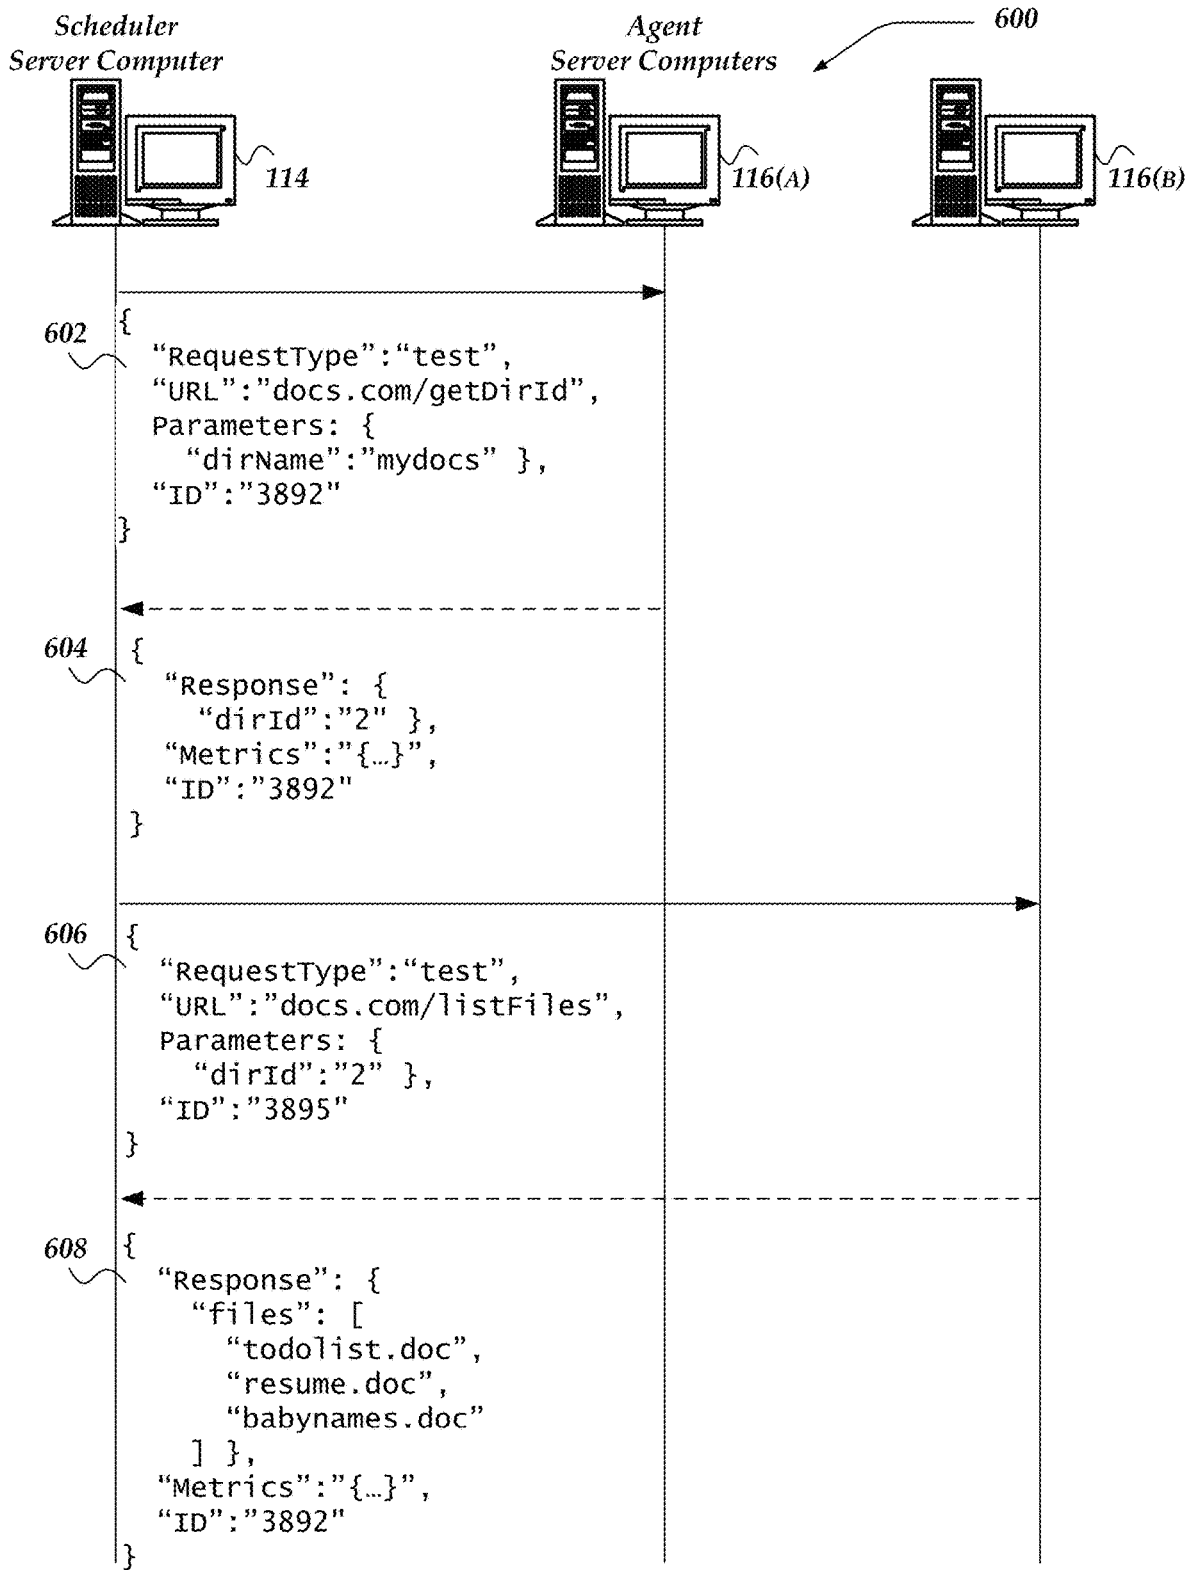 Scheduler
Server Computer
Agent
Server Computers
600
114
116(A)
116(B)
602
{
“RequestType”:“test”,
“URL”:”docs.com/getDirId”,
Parameters: {
“dirName”:”mydocs” },
“ID”:”3892”
}
604
{
“Response”: {
“dirId”:”2” },
“Metrics”:”{…}”,
“ID”:”3892”
}
606
{
“RequestType”:“test”,
“URL”:”docs.com/listFiles”,
Parameters: {
“dirId”:”2” },
“ID”:”3895”
}
608
{
“Response”: {
“files”: [
“todolist.doc”,
“resume.doc”,
“babynames.doc”
] },
“Metrics”:”{…}”,
“ID”:”3892”
}